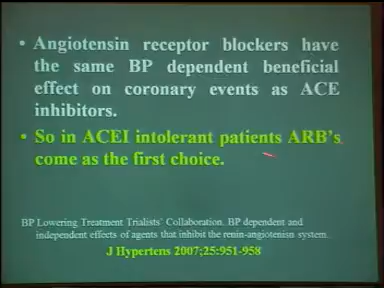 • Angiotensin receptor blockers have
the same BP dependent beneficial
effect on coronary events as ACE
inhibitors.
• So in ACEI intolerant patients ARB's
come as the first choice.
BP Lowering Treatment Trialists' Collaboration. BP dependent and
independent effects of agents that inhibit the renin-angiotenisn system.
J Hypertens 2007;25:951-958